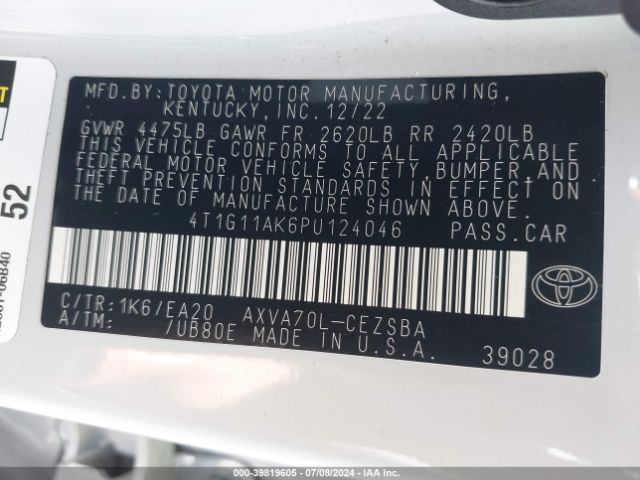 MFD.BY:TOYOTA MOTOR MANUFACTURING,
KENTUCKY,INC.12/22
GVWR 4475LB GAWR FR 2620LB RR 2420LB
THIS VEHICLE CONFORMS TO ALL APPLICABLE
FEDERAL MOTOR VEHICLE SAFETY,BUMPER,AND
THEFT PREVENTION STANDARDS IN EFFECT ON
THE DATE OF MANUFACTURE SHOWN ABOVE.
4T1G11AK6PU124046 PASS.CAR
C/TR:1K6/EA20 AXVA70L-CEZSBA
A/TM: /UB80E MADE IN U.S.A.
39028
52
000-39819605 / 07/08/2024 - IAA Inc.